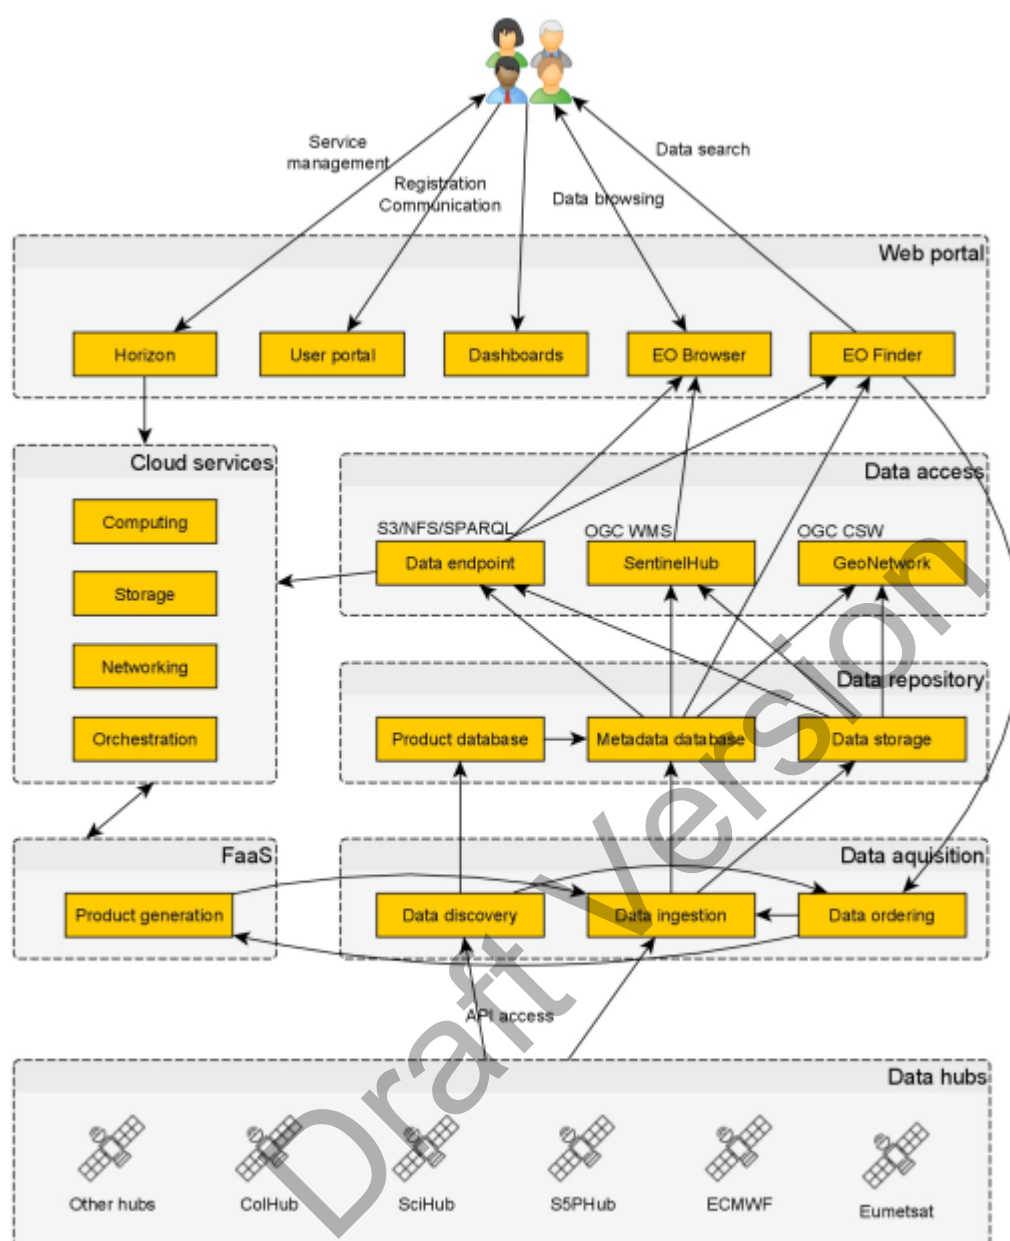 Service
management
Registration
Communication
Data browsing
Data search
Web portal
Horizon
User portal
Dashboards
EO Browser
EO Finder
Cloud services
Computing
Storage
Networking
Orchestration
Data access
S3/NFS/SPARQL
OGC WMS
OGC CSW
Data endpoint
SentinelHub
GeoNetwork
Data repository
Product database
Metadata database
Data storage
FaaS
Product generation
Data aquisition
Data discovery
Data ingestion
Data ordering
API access
Data hubs
Other hubs
ColHub
SciHub
S5PHub
ECMWF
Eumetsat
Draft Version